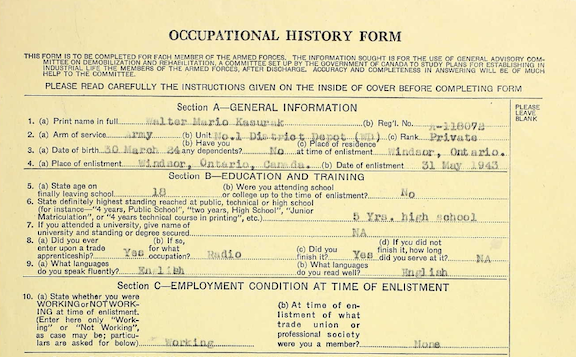 OCCUPATIONAL HISTORY FORM
THIS FORM IS TO BE COMPLETED FOR EACH MEMBER OF THE ARMED FORCES. THE INFORMATION SOUGHT IS FOR THE USE OF GENERAL ADVISORY COM-
MITTEE ON DEMOBILIZATION AND REHABILITATION, A COMMITTEE SET UP BY THE GOVERNMENT OF CANADA TO STUDY PLANS FOR ESTABLISHING IN
INDUSTRIAL LIFE THE MEMBERS OF THE ARMED FORCES, AFTER DISCHARGE. ACCURACY AND COMPLETENESS IN ANSWERING WILL BE OF MUCH
HELP TO THE COMMITTEE.
PLEASE READ CAREFULLY THE INSTRUCTIONS GIVEN ON THE INSIDE OF COVER BEFORE COMPLETING FORM
Section A—GENERAL INFORMATION
PLEASE LEAVE BLANK
1. (a) Print name in full Walter Mario Kasurak (b) Reg'l. No. A-116072
2. (a) Arm of service Army (b) Unit No.1 District Depot (WD) (c) Rank Private
3. (a) Date of birth 30 March 24 (b) Have you any dependents? No (c) Place of residence at time of enlistment Windsor, Ontario.
4. (a) Place of enlistment Windsor, Ontario, Canada. (b) Date of enlistment 31 May 1943
Section B—EDUCATION AND TRAINING
5. (a) State age on finally leaving school 18 (b) Were you attending school or college up to the time of enlistment? No
6. State definitely highest standing reached at public, technical or high school
(for instance—"4 years, Public School", "two years, High School", "Junior
Matriculation", or "4 years technical course in printing", etc.) 5 Yrs. high school
7. If you attended a university, give name of
university and standing or degree secured NA
8. (a) Did you ever enter upon a trade apprenticeship? Yes (b) If so, for what occupation? Radio (c) Did you finish it? Yes (d) If you did not finish it, how long did you serve at it? NA
9. (a) What languages do you speak fluently? English (b) What languages do you read well? English
Section C—EMPLOYMENT CONDITION AT TIME OF ENLISTMENT
10. (a) State whether you were WORKING or NOT WORKING at time of enlistment. (Enter here only "Working" or "Not Working", as case may be; particulars are asked for below) Working
(b) At time of enlistment of what trade union or professional society were you a member? None